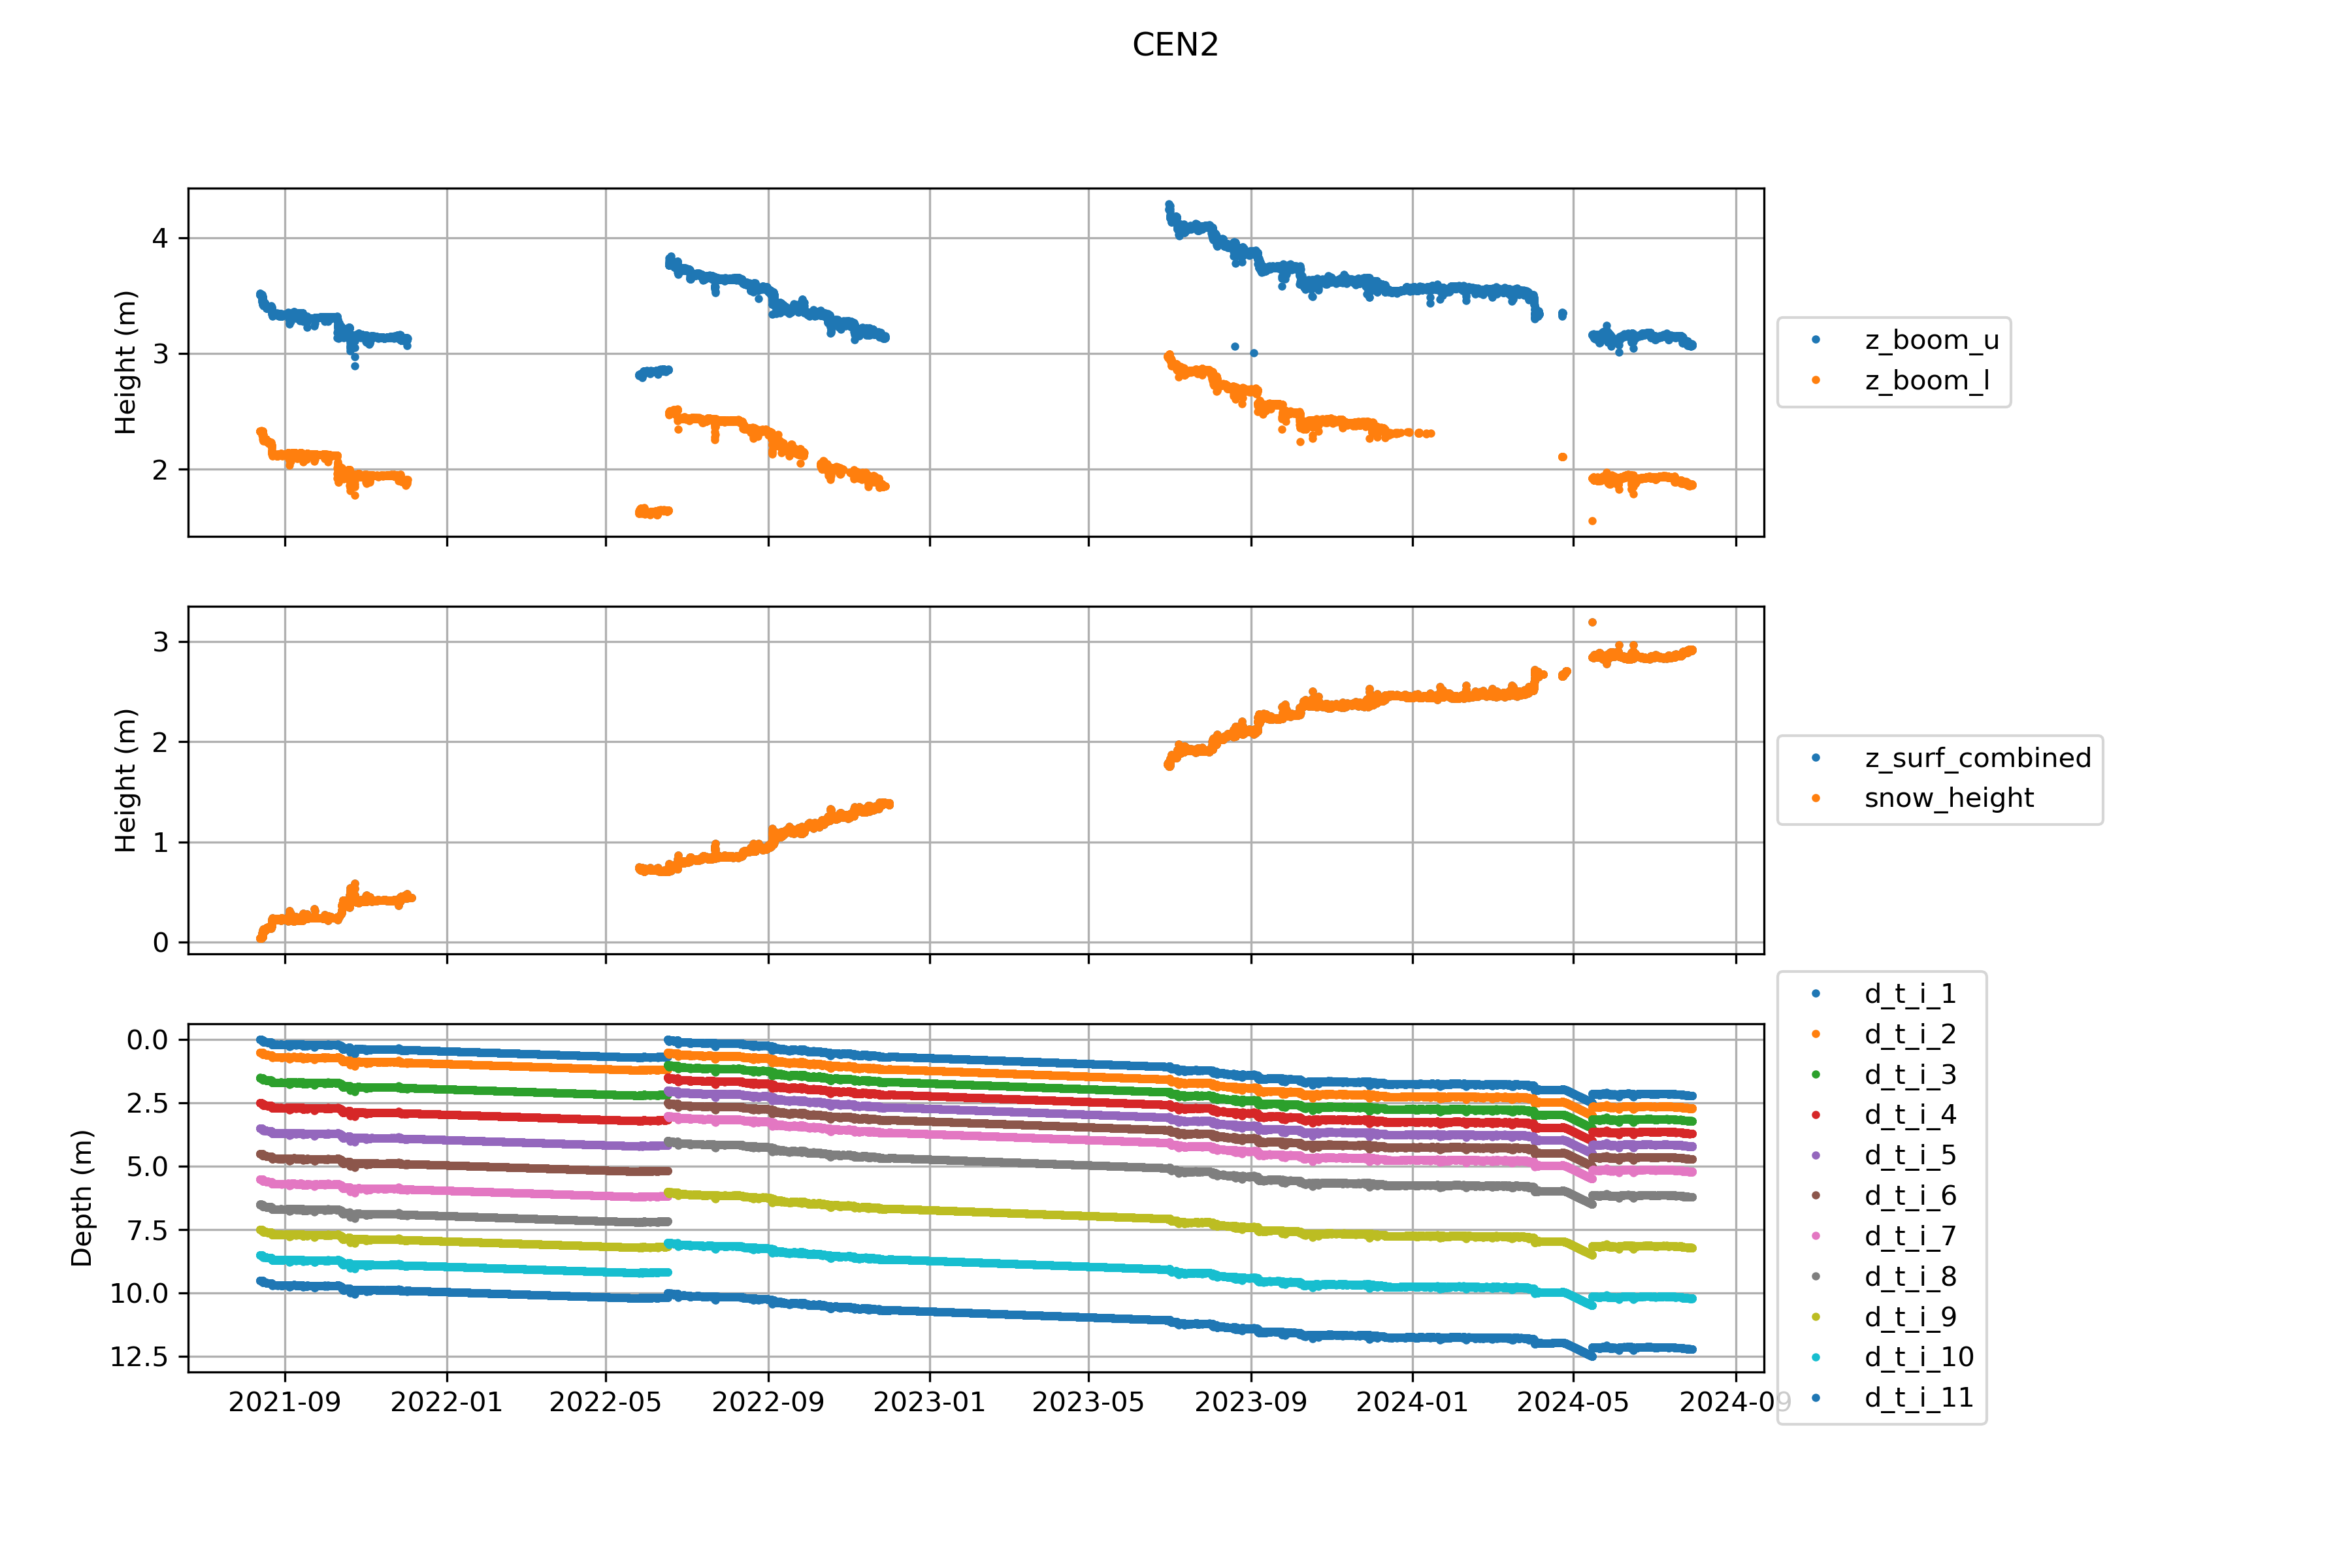 CEN2
Height (m)
4
3
2
z_boom_u
z_boom_l
Height (m)
3
2
1
0
z_surf_combined
snow_height
Depth (m)
0.0
2.5
5.0
7.5
10.0
12.5
2021-09 2022-01 2022-05 2022-09 2023-01 2023-05 2023-09 2024-01 2024-05 2024-09
d_t_i_1
d_t_i_2
d_t_i_3
d_t_i_4
d_t_i_5
d_t_i_6
d_t_i_7
d_t_i_8
d_t_i_9
d_t_i_10
d_t_i_11